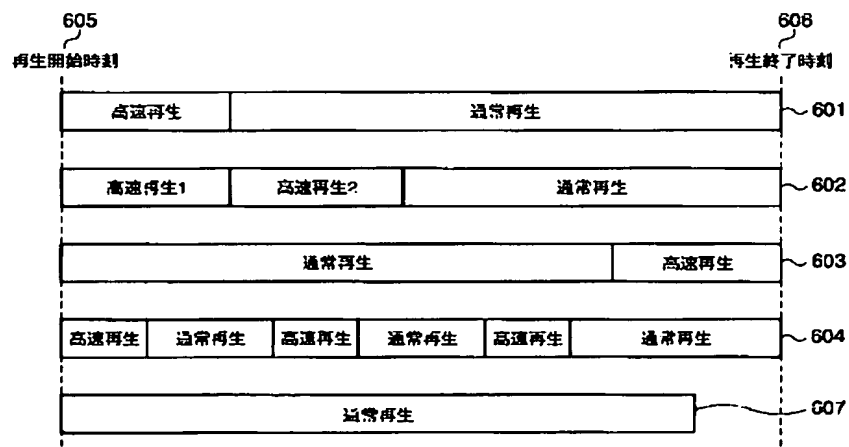 605
再生開始時刻
606
再生終了時刻
高速再生 通常再生 601
高速再生1 高速再生2 通常再生 602
通常再生 高速再生 603
高速再生 通常再生 高速再生 通常再生 高速再生 通常再生 604
通常再生 607